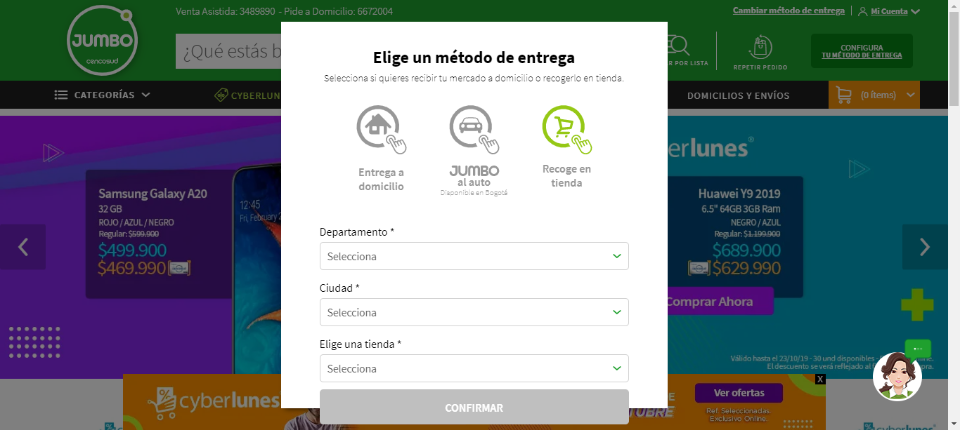 Venta Asistida: 3489890 - Pide a Domicilio: 6672004
Cambiar método de entrega
Mi Cuenta
JUMBO
cencosud
¿Qué estás b
R POR LISTA
REPETIR PEDIDO
CONFIGURA
TU MÉTODO DE ENTREGA
CATEGORÍAS
CYBERLUN
DOMICILIOS Y ENVÍOS
(0 ítems)
Elige un método de entrega
Selecciona si quieres recibir tu mercado a domicilio o recogerlo en tienda.
Entrega a
domicilio
JUMBO
al auto
Disponible en Bogotá
Recoge en
tienda
Departamento *
Selecciona
Ciudad *
Selecciona
Elige una tienda *
Selecciona
CONFIRMAR
Samsung Galaxy A20
32 GB
ROJO / AZUL / NEGRO
Regular: $599.900
$499.900
$469.990
12:45
Fri, February 2
berlunes
Huawei Y9 2019
6.5" 64GB 3GB Ram
NEGRO / AZUL
Regular: $1.199.900
$689.900
$629.990
Comprar Ahora
Válido hasta el 23/10/19 - 30 und disponibles -
El descuento se verá reflejado al
X
cyberlunes
Ver ofertas
Ref. Seleccionadas
Exclusivo Online.